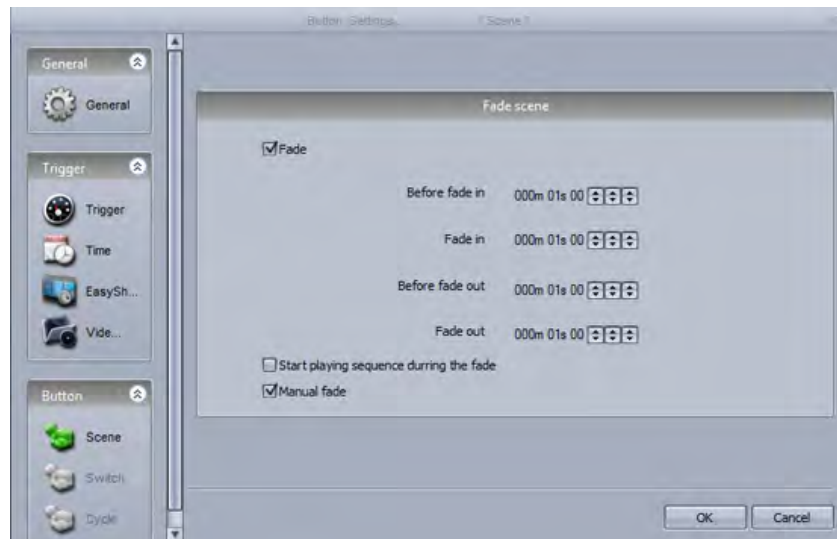 Button Settings ! Scene !
General
General
Trigger
Trigger
Time
EasySh...
Vide...
Button
Scene
Switch
Cycle
Fade scene
Fade
Before fade in 000m 01s 00
Fade in 000m 01s 00
Before fade out 000m 01s 00
Fade out 000m 01s 00
Start playing sequence durring the fade
Manual fade
OK Cancel